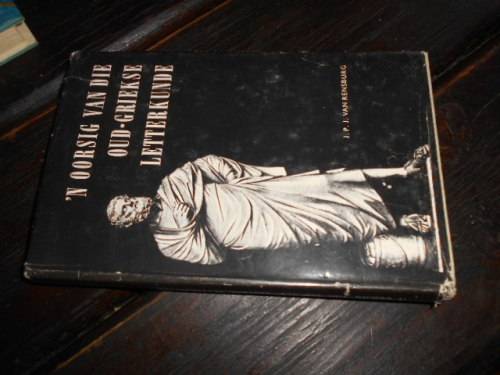 'N OORSIG VAN DIE
OUD-GRIEKSE
LETTERKUNDE
J. P. J. VAN RENSBURG